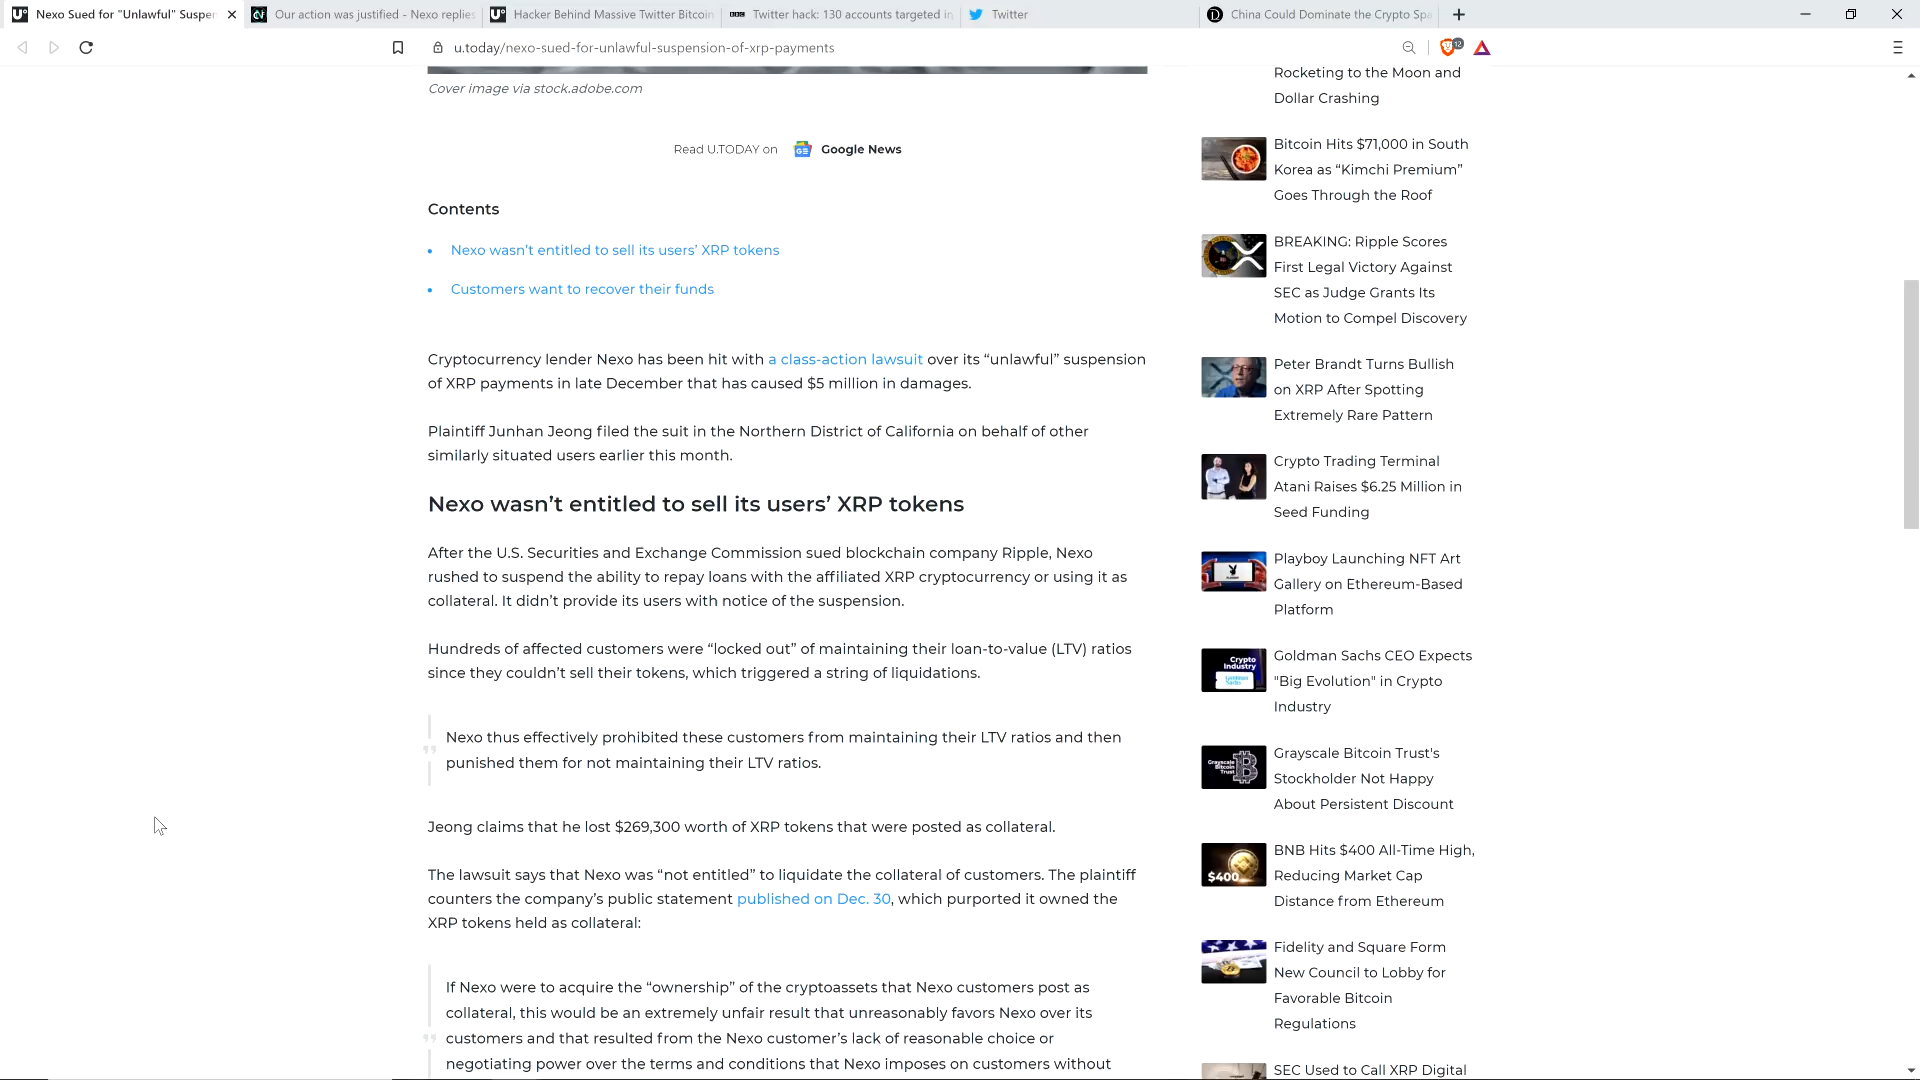 Nexo Sued for "Unlawful" Suspen
Our action was justified - Nexo replies
Hacker Behind Massive Twitter Bitcoin
Twitter hack: 130 accounts targeted in
Twitter
China Could Dominate the Crypto Spa
u.today/nexo-sued-for-unlawful-suspension-of-xrp-payments
12
Cover image via stock.adobe.com
Read U.TODAY on Google News
Contents
• Nexo wasn’t entitled to sell its users’ XRP tokens
• Customers want to recover their funds
Cryptocurrency lender Nexo has been hit with a class-action lawsuit over its “unlawful” suspension
of XRP payments in late December that has caused $5 million in damages.
Plaintiff Junhan Jeong filed the suit in the Northern District of California on behalf of other
similarly situated users earlier this month.
Nexo wasn’t entitled to sell its users’ XRP tokens
After the U.S. Securities and Exchange Commission sued blockchain company Ripple, Nexo
rushed to suspend the ability to repay loans with the affiliated XRP cryptocurrency or using it as
collateral. It didn’t provide its users with notice of the suspension.
Hundreds of affected customers were “locked out” of maintaining their loan-to-value (LTV) ratios
since they couldn’t sell their tokens, which triggered a string of liquidations.
Nexo thus effectively prohibited these customers from maintaining their LTV ratios and then
punished them for not maintaining their LTV ratios.
Jeong claims that he lost $269,300 worth of XRP tokens that were posted as collateral.
The lawsuit says that Nexo was “not entitled” to liquidate the collateral of customers. The plaintiff
counters the company’s public statement published on Dec. 30, which purported it owned the
XRP tokens held as collateral:
If Nexo were to acquire the “ownership” of the cryptoassets that Nexo customers post as
collateral, this would be an extremely unfair result that unreasonably favors Nexo over its
customers and that resulted from the Nexo customer’s lack of reasonable choice or
negotiating power over the terms and conditions that Nexo imposes on customers without
Rocketing to the Moon and
Dollar Crashing
Bitcoin Hits $71,000 in South
Korea as “Kimchi Premium”
Goes Through the Roof
BREAKING: Ripple Scores
First Legal Victory Against
SEC as Judge Grants Its
Motion to Compel Discovery
Peter Brandt Turns Bullish
on XRP After Spotting
Extremely Rare Pattern
Crypto Trading Terminal
Atani Raises $6.25 Million in
Seed Funding
Playboy Launching NFT Art
Gallery on Ethereum-Based
Platform
Crypto
Industry
Goldman Sachs CEO Expects
"Big Evolution" in Crypto
Industry
Grayscale
Bitcoin
Trust
Grayscale Bitcoin Trust's
Stockholder Not Happy
About Persistent Discount
$400
BNB Hits $400 All-Time High,
Reducing Market Cap
Distance from Ethereum
Fidelity and Square Form
New Council to Lobby for
Favorable Bitcoin
Regulations
SEC Used to Call XRP Digital